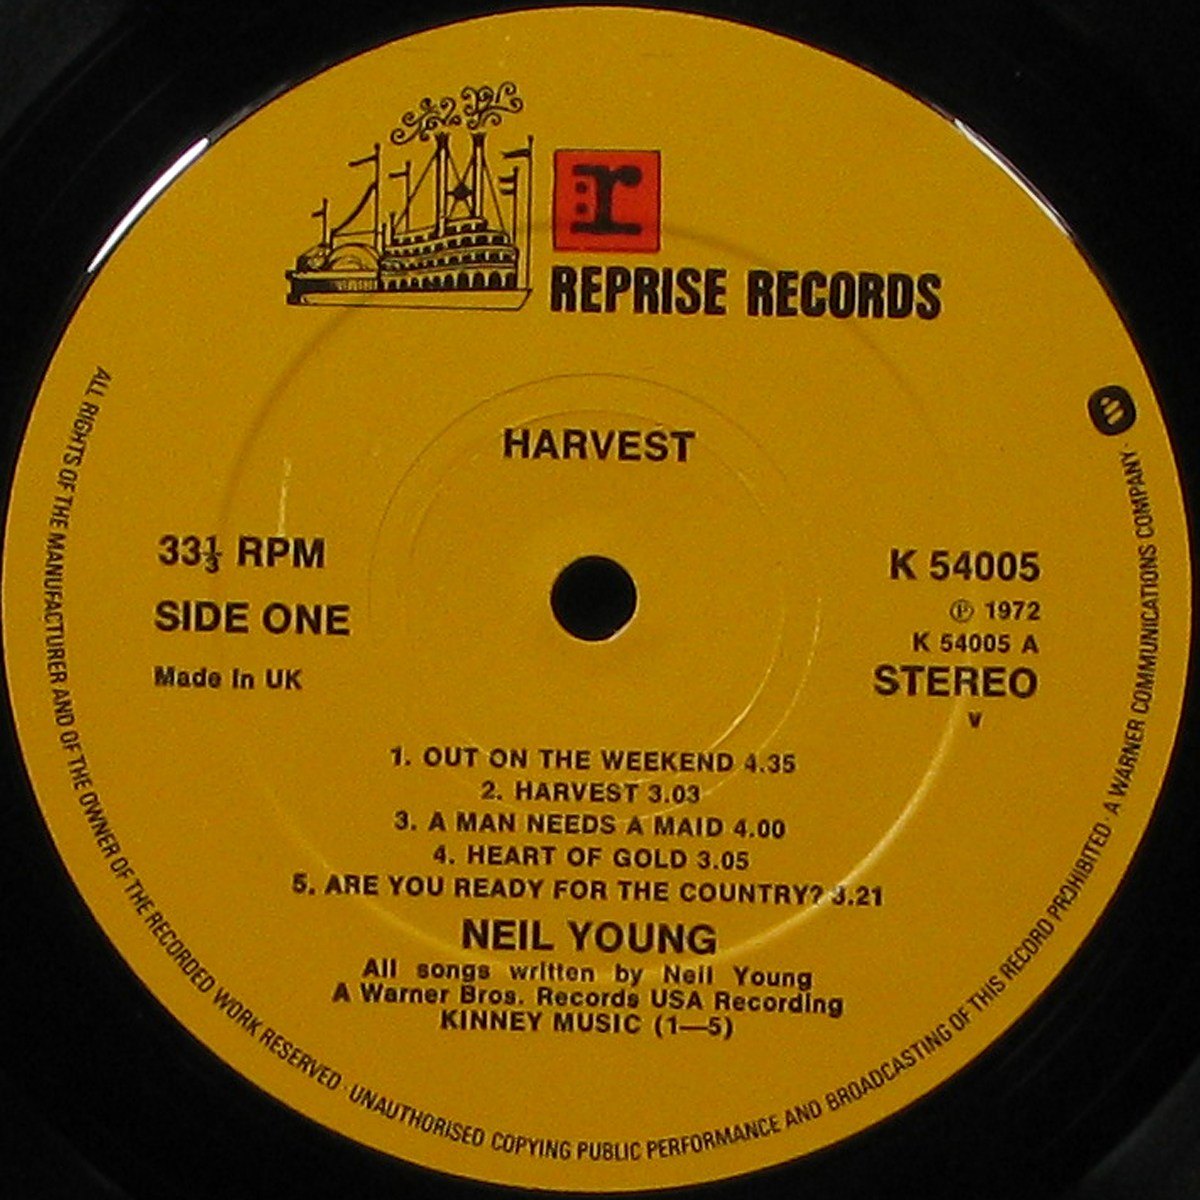 r
REPRISE RECORDS
HARVEST
33⅓ RPM
SIDE ONE
Made In UK
K 54005
℗ 1972
K 54005 A
STEREO
v
1. OUT ON THE WEEKEND 4.35
2. HARVEST 3.03
3. A MAN NEEDS A MAID 4.00
4. HEART OF GOLD 3.05
5. ARE YOU READY FOR THE COUNTRY? 3.21
NEIL YOUNG
All songs written by Neil Young
A Warner Bros. Records USA Recording
KINNEY MUSIC (1—5)
ALL RIGHTS OF THE MANUFACTURER AND OF THE OWNER OF THE RECORDED WORK RESERVED · UNAUTHORISED COPYING PUBLIC PERFORMANCE AND BROADCASTING OF THIS RECORD PROHIBITED · A WARNER COMMUNICATIONS COMPANY ·